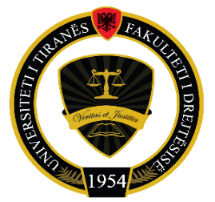 UNIVERSITETI I TIRANËS
FAKULTETI I DREJTËSISË
Veritas et Justitia
1954